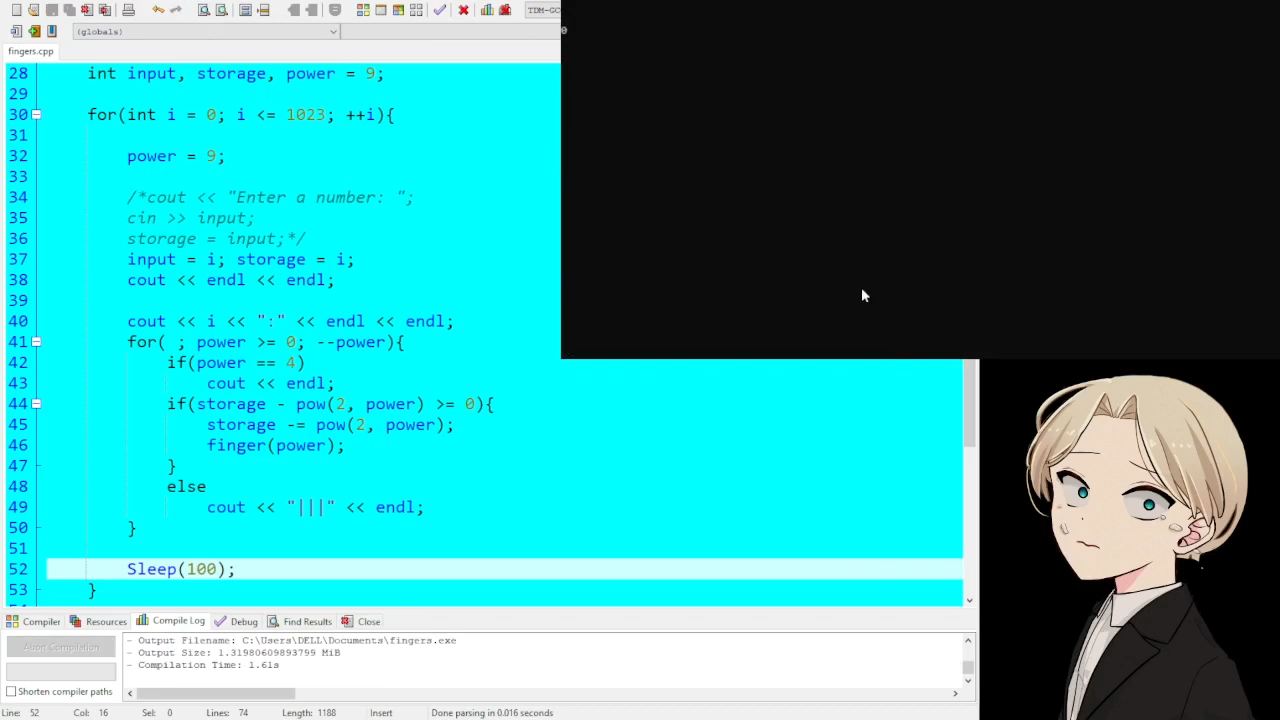 TDM-GC
(globals)
fingers.cpp
28 int input, storage, power = 9;
29
30 for(int i = 0; i <= 1023; ++i){
31
32 power = 9;
33
34 /*cout << "Enter a number: ";
35 cin >> input;
36 storage = input;*/
37 input = i; storage = i;
38 cout << endl << endl;
39
40 cout << i << ":" << endl << endl;
41 for( ; power >= 0; --power){
42 if(power == 4)
43 cout << endl;
44 if(storage - pow(2, power) >= 0){
45 storage -= pow(2, power);
46 finger(power);
47 }
48 else
49 cout << "|||" << endl;
50 }
51
52 Sleep(100);
53 }
Compiler Resources Compile Log Debug Find Results Close
Abort Compilation
Shorten compiler paths
- Output Filename: C:\Users\DELL\Documents\fingers.exe
- Output Size: 1.31980609893799 MiB
- Compilation Time: 1.61s
Line: 52 Col: 16 Sel: 0 Lines: 74 Length: 1188 Insert Done parsing in 0.016 seconds